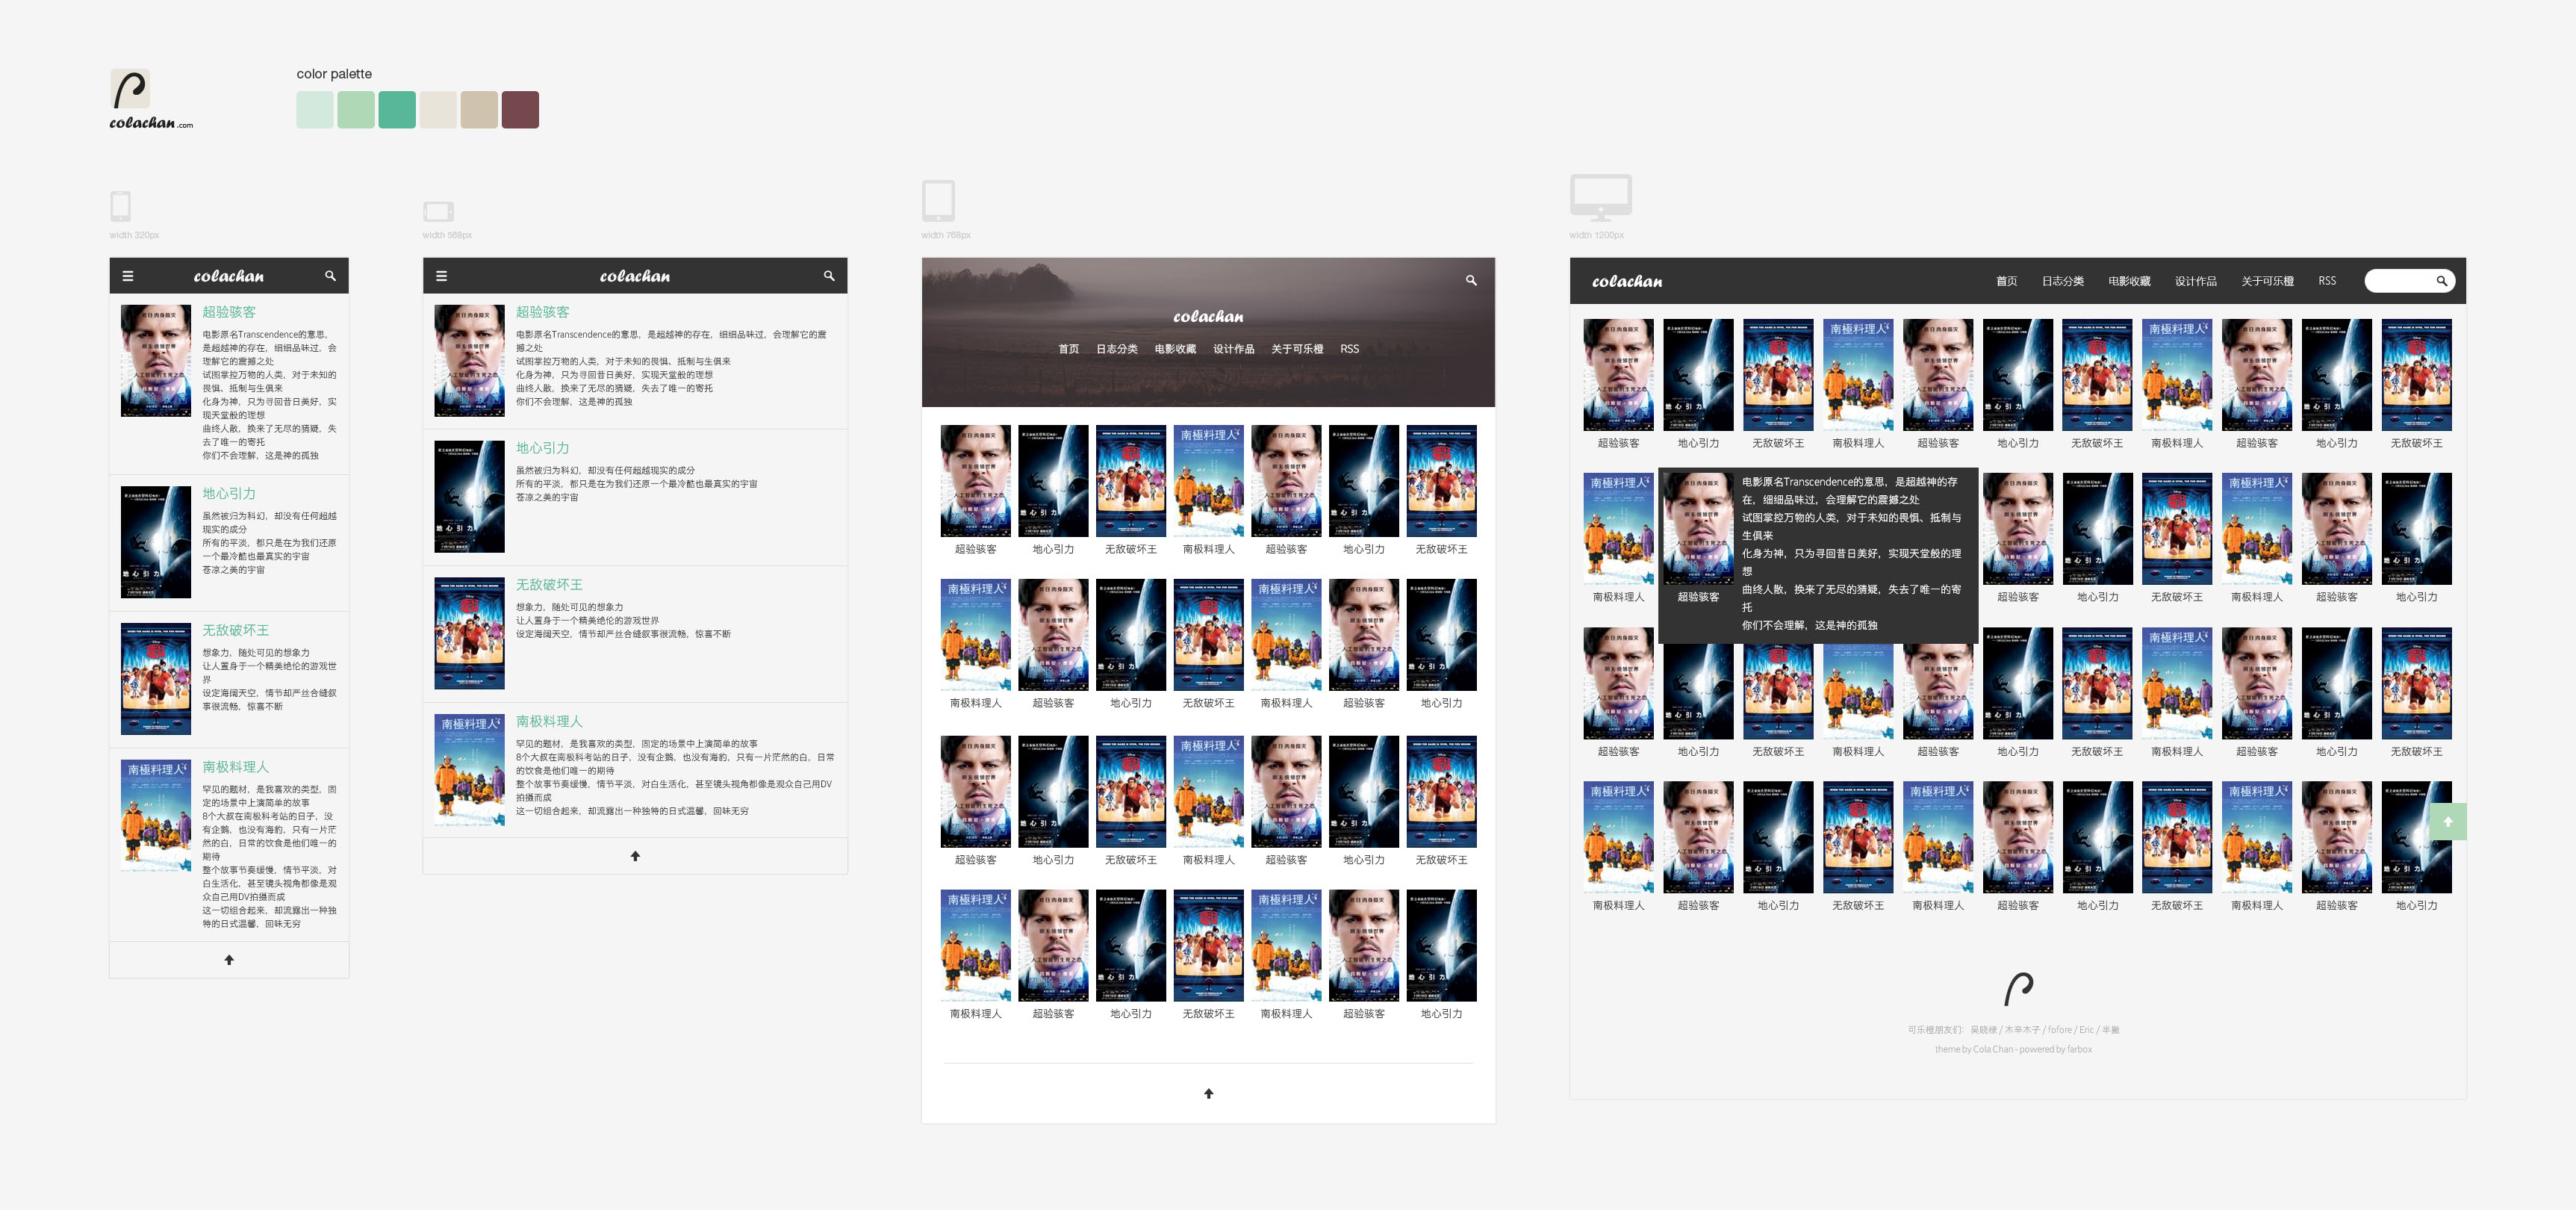 colachan.com
color palette
width 320px
width 568px
width 768px
width 1200px
colachan
超验骇客
电影原名Transcendence的意思，
是超越神的存在，细细品味过，会
理解它的震撼之处
试图掌控万物的人类，对于未知的
畏惧、抵制与生俱来
化身为神，只为寻回昔日美好，实
现天堂般的理想
曲终人散，换来了无尽的猜疑，失
去了唯一的寄托
你们不会理解，这是神的孤独
地心引力
虽然被归为科幻，却没有任何超越
现实的成分
所有的平淡，都只是在为我们还原
一个最冷酷也最真实的宇宙
苍凉之美的宇宙
无敌破坏王
想象力，随处可见的想象力
让人置身于一个精美绝伦的游戏世
界
设定海阔天空，情节却严丝合缝叙
事很流畅，惊喜不断
南極料理人
南极料理人
罕见的题材，是我喜欢的类型，固
定的场景中上演简单的故事
8个大叔在南极科考站的日子，没
有企鹅，也没有海豹，只有一片茫
然的白，日常的饮食是他们唯一的
期待
整个故事节奏缓慢，情节平淡，对
白生活化，甚至镜头视角都像是观
众自己用DV拍摄而成
这一切组合起来，却流露出一种独
特的日式温馨，回味无穷
colachan
超验骇客
电影原名Transcendence的意思，是超越神的存在，细细品味过，会理解它的震
撼之处
试图掌控万物的人类，对于未知的畏惧、抵制与生俱来
化身为神，只为寻回昔日美好，实现天堂般的理想
曲终人散，换来了无尽的猜疑，失去了唯一的寄托
你们不会理解，这是神的孤独
地心引力
虽然被归为科幻，却没有任何超越现实的成分
所有的平淡，都只是在为我们还原一个最冷酷也最真实的宇宙
苍凉之美的宇宙
无敌破坏王
想象力，随处可见的想象力
让人置身于一个精美绝伦的游戏世界
设定海阔天空，情节却严丝合缝叙事很流畅，惊喜不断
南極料理人
南极料理人
罕见的题材，是我喜欢的类型，固定的场景中上演简单的故事
8个大叔在南极科考站的日子，没有企鹅，也没有海豹，只有一片茫然的白，日常
的饮食是他们唯一的期待
整个故事节奏缓慢，情节平淡，对白生活化，甚至镜头视角都像是观众自己用DV
拍摄而成
这一切组合起来，却流露出一种独特的日式温馨，回味无穷
colachan
首页 日志分类 电影收藏 设计作品 关于可乐橙 RSS
超验骇客 地心引力 无敌破坏王 南极料理人 超验骇客 地心引力 无敌破坏王
南极料理人 超验骇客 地心引力 无敌破坏王 南极料理人 超验骇客 地心引力
超验骇客 地心引力 无敌破坏王 南极料理人 超验骇客 地心引力 无敌破坏王
南极料理人 超验骇客 地心引力 无敌破坏王 南极料理人 超验骇客 地心引力
colachan 首页 日志分类 电影收藏 设计作品 关于可乐橙 RSS
超验骇客 地心引力 无敌破坏王 南极料理人 超验骇客 地心引力 无敌破坏王 南极料理人 超验骇客 地心引力 无敌破坏王
电影原名Transcendence的意思，是超越神的存
在，细细品味过，会理解它的震撼之处
试图掌控万物的人类，对于未知的畏惧、抵制与
生俱来
化身为神，只为寻回昔日美好，实现天堂般的理
想
曲终人散，换来了无尽的猜疑，失去了唯一的寄
托
你们不会理解，这是神的孤独
南极料理人 超验骇客 超验骇客 地心引力 无敌破坏王 南极料理人 超验骇客 地心引力
超验骇客 地心引力 无敌破坏王 南极料理人 超验骇客 地心引力 无敌破坏王 南极料理人 超验骇客 地心引力 无敌破坏王
南极料理人 超验骇客 地心引力 无敌破坏王 南极料理人 超验骇客 地心引力 无敌破坏王 南极料理人 超验骇客 地心引力
可乐橙朋友们： 吴晓棣 / 木辛木子 / fofore / Eric / 半撇
theme by Cola Chan - powered by farbox